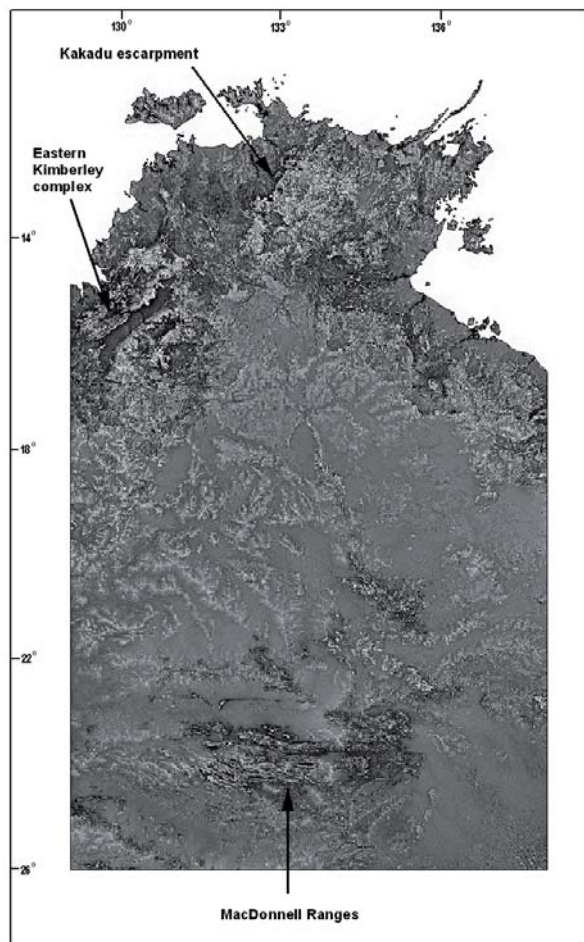 130°
133°
136°
Kakadu escarpment
Eastern
Kimberley
complex
14°
18°
22°
26°
MacDonnell Ranges